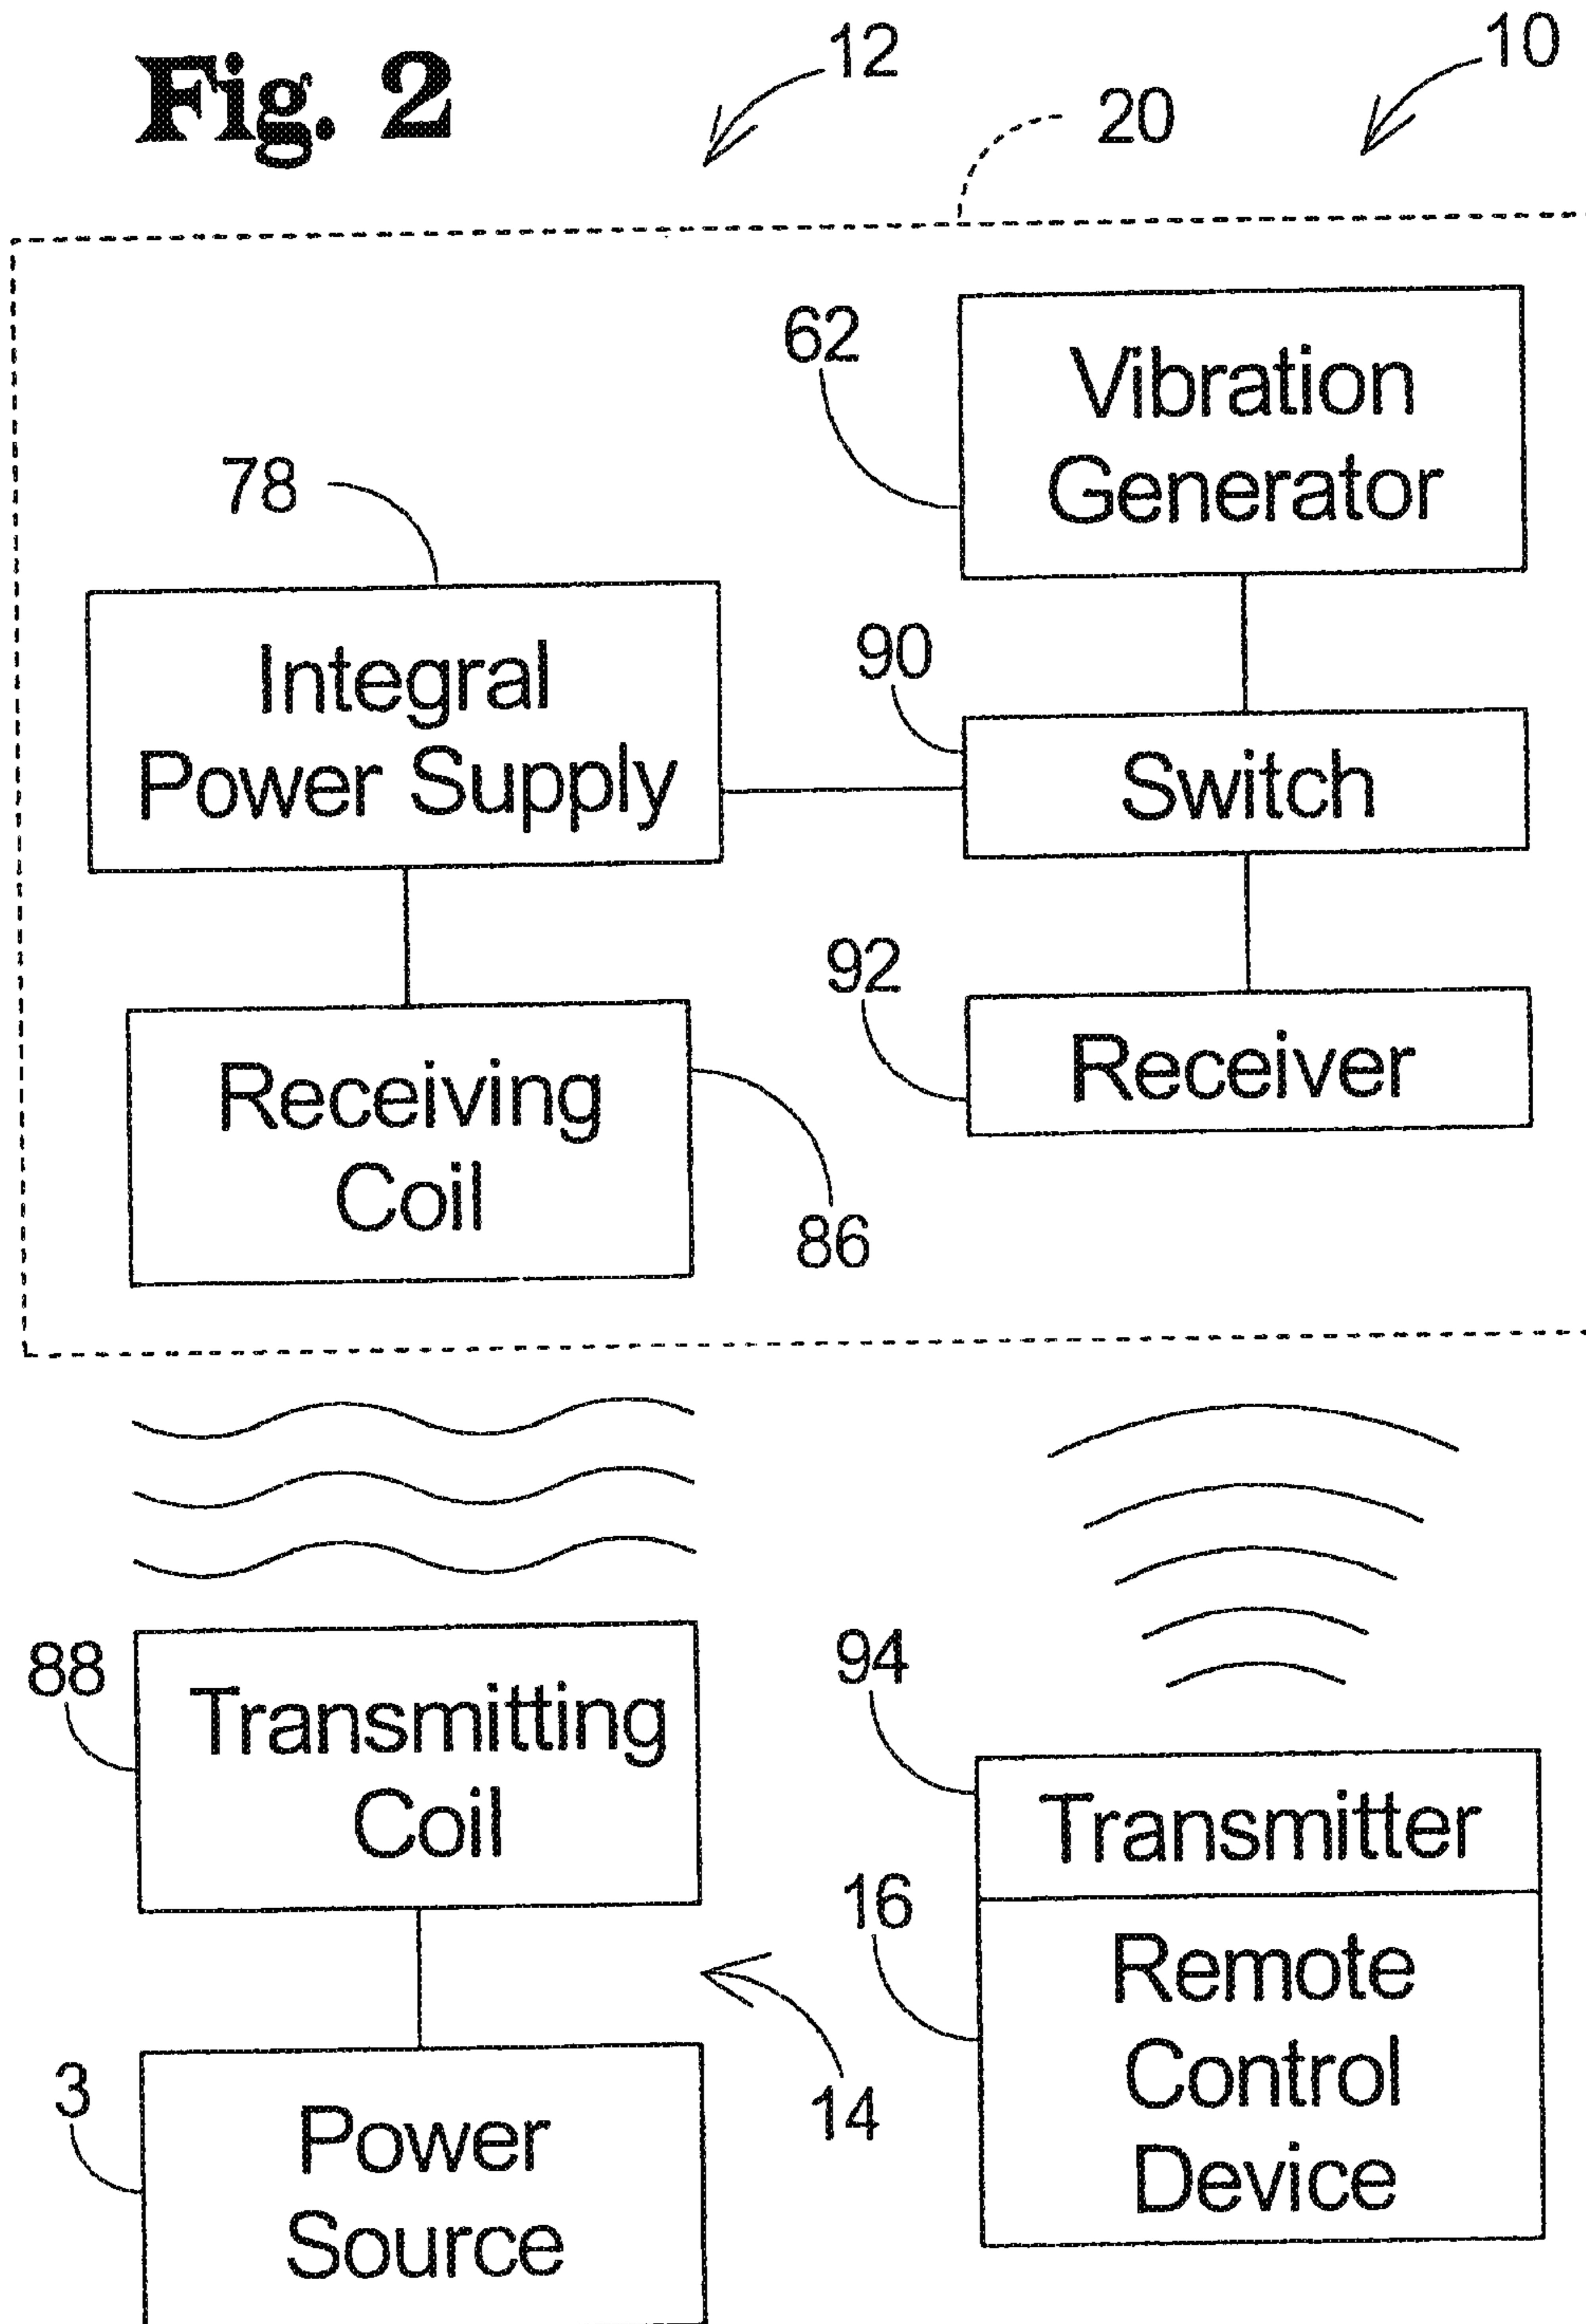 Fig. 2
12
10
20
62
Vibration
Generator
78
Integral
Power Supply
90
Switch
92
Receiver
Receiving
Coil
86
88
Transmitting
Coil
94
Transmitter
16
Remote
Control
Device
14
3
Power
Source